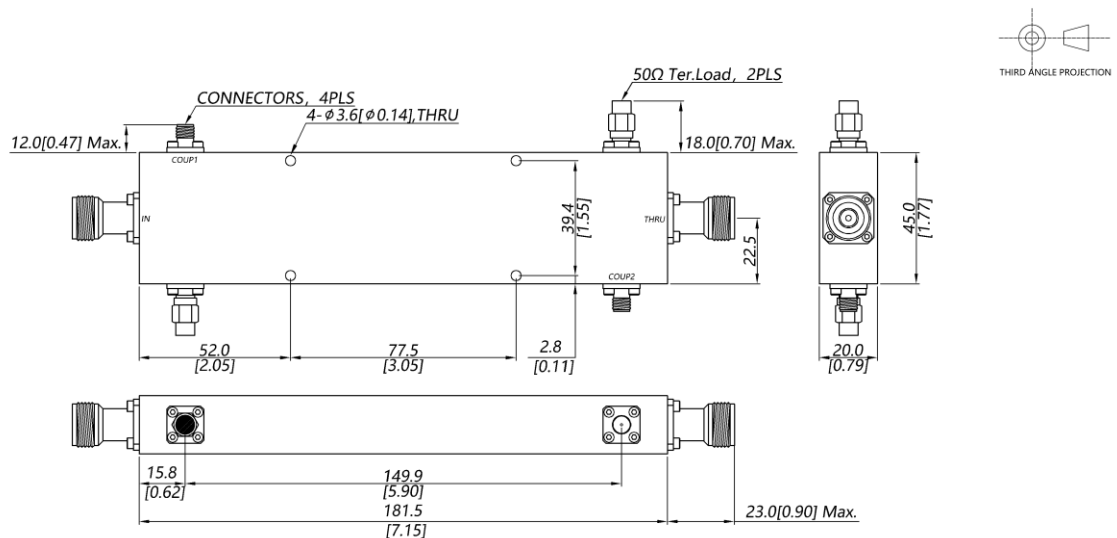 THIRD ANGLE PROJECTION
50Ω Ter.Load, 2PLS
CONNECTORS, 4PLS
4-ϕ3.6[ϕ0.14],THRU
12.0[0.47] Max.
18.0[0.70] Max.
COUP1
IN
THRU
39.4
[1.55]
22.5
45.0
[1.77]
COUP2
52.0
[2.05]
77.5
[3.05]
2.8
[0.11]
20.0
[0.79]
15.8
[0.62]
149.9
[5.90]
181.5
[7.15]
23.0[0.90] Max.